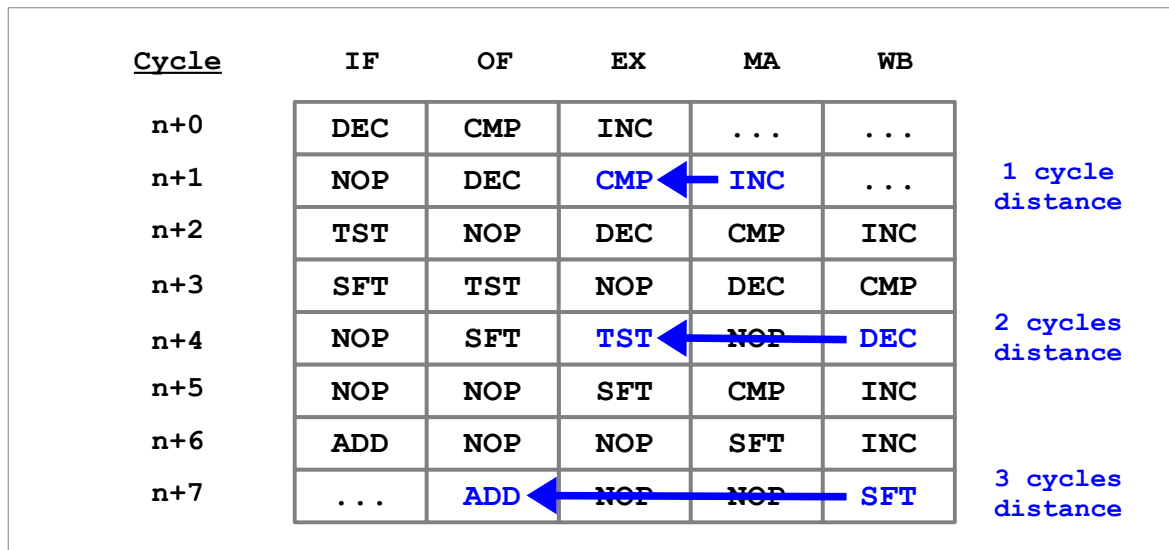 Cycle IF OF EX MA WB
n+0 DEC CMP INC ... ...
n+1 NOP DEC CMP INC ... 1 cycle distance
n+2 TST NOP DEC CMP INC
n+3 SFT TST NOP DEC CMP
n+4 NOP SFT TST NOP DEC 2 cycles distance
n+5 NOP NOP SFT CMP INC
n+6 ADD NOP NOP SFT INC
n+7 ... ADD NOP NOP SFT 3 cycles distance